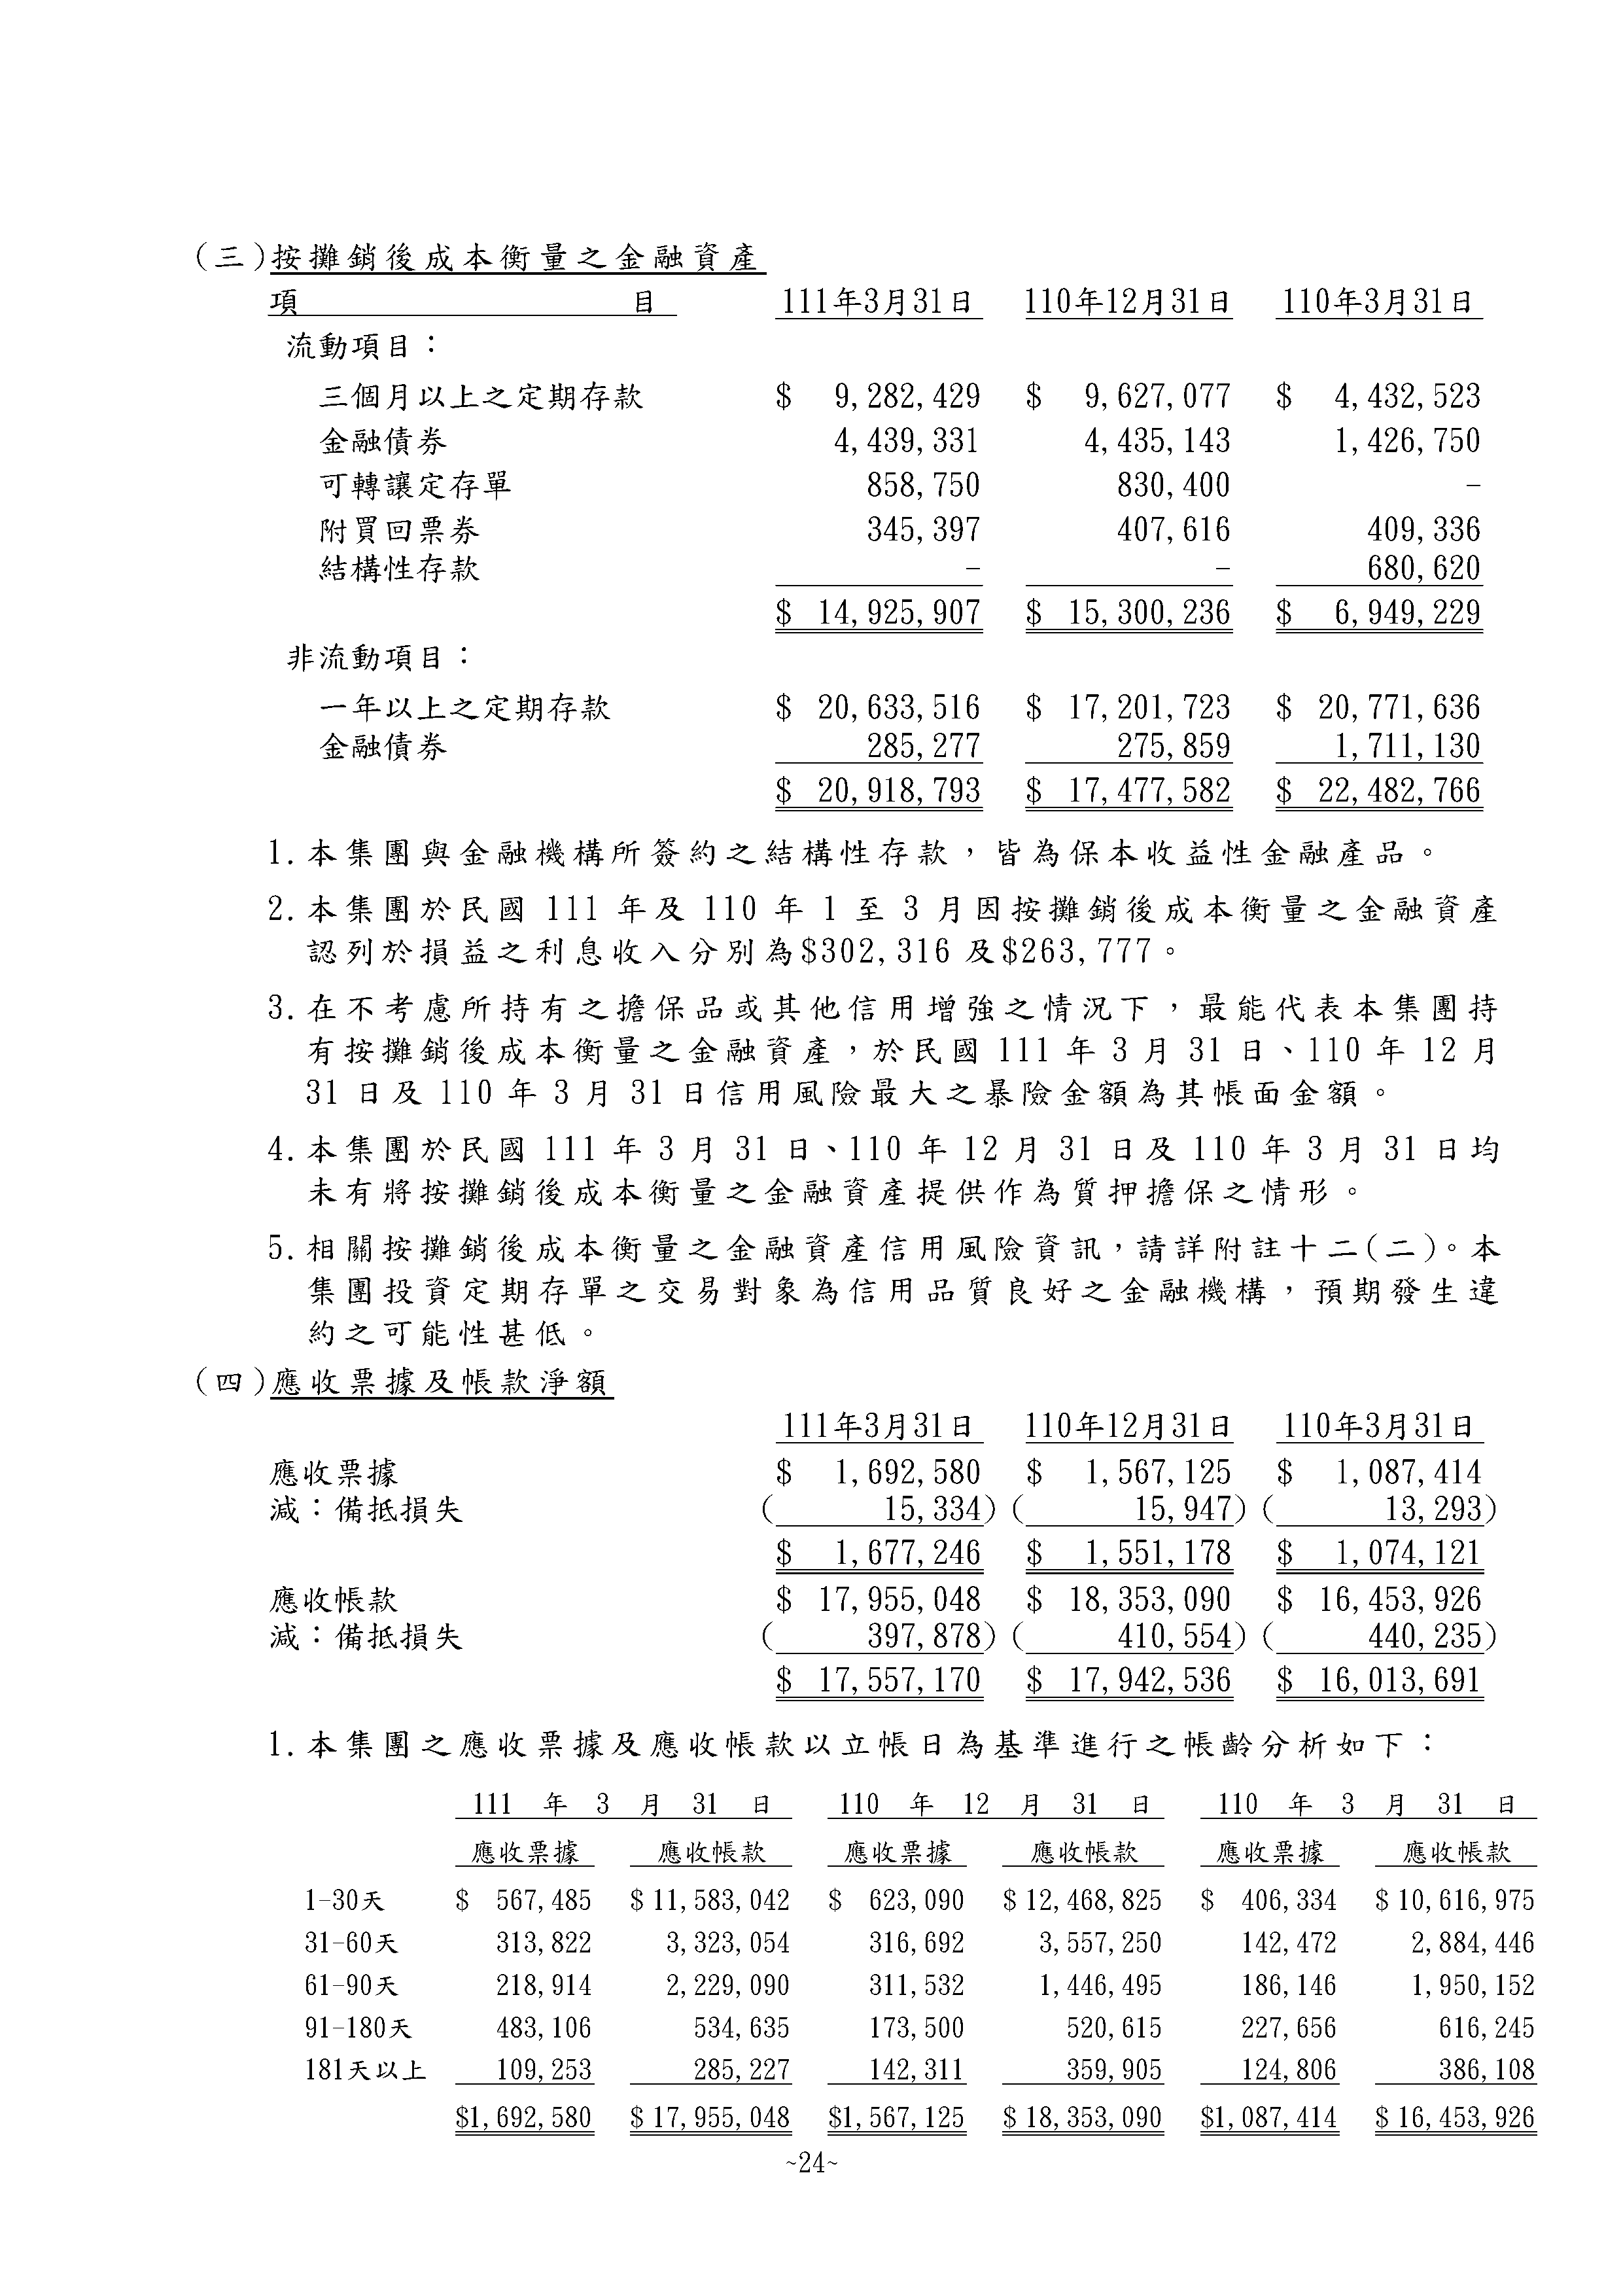 (三)按攤銷後成本衡量之金融資產
項 目 111年3月31日 110年12月31日 110年3月31日
流動項目：
三個月以上之定期存款 $ 9,282,429 $ 9,627,077 $ 4,432,523
金融債券 4,439,331 4,435,143 1,426,750
可轉讓定存單 858,750 830,400 -
附買回票券 345,397 407,616 409,336
結構性存款 - - 680,620
$ 14,925,907 $ 15,300,236 $ 6,949,229
非流動項目：
一年以上之定期存款 $ 20,633,516 $ 17,201,723 $ 20,771,636
金融債券 285,277 275,859 1,711,130
$ 20,918,793 $ 17,477,582 $ 22,482,766
1.本集團與金融機構所簽約之結構性存款，皆為保本收益性金融產品。
2.本集團於民國 111 年及 110 年 1 至 3 月因按攤銷後成本衡量之金融資產
認列於損益之利息收入分別為$302,316 及$263,777。
3.在不考慮所持有之擔保品或其他信用增強之情況下，最能代表本集團持
有按攤銷後成本衡量之金融資產，於民國 111 年 3 月 31 日、110 年 12 月
31 日及 110 年 3 月 31 日信用風險最大之暴險金額為其帳面金額。
4.本集團於民國 111 年 3 月 31 日、110 年 12 月 31 日及 110 年 3 月 31 日均
未有將按攤銷後成本衡量之金融資產提供作為質押擔保之情形。
5.相關按攤銷後成本衡量之金融資產信用風險資訊，請詳附註十二(二)。本
集團投資定期存單之交易對象為信用品質良好之金融機構，預期發生違
約之可能性甚低。
(四)應收票據及帳款淨額
111年3月31日 110年12月31日 110年3月31日
應收票據 $ 1,692,580 $ 1,567,125 $ 1,087,414
減：備抵損失 ( 15,334) ( 15,947) ( 13,293)
$ 1,677,246 $ 1,551,178 $ 1,074,121
應收帳款 $ 17,955,048 $ 18,353,090 $ 16,453,926
減：備抵損失 ( 397,878) ( 410,554) ( 440,235)
$ 17,557,170 $ 17,942,536 $ 16,013,691
1.本集團之應收票據及應收帳款以立帳日為基準進行之帳齡分析如下：
111 年 3 月 31 日 110 年 12 月 31 日 110 年 3 月 31 日
應收票據 應收帳款 應收票據 應收帳款 應收票據 應收帳款
1-30天 $ 567,485 $ 11,583,042 $ 623,090 $ 12,468,825 $ 406,334 $ 10,616,975
31-60天 313,822 3,323,054 316,692 3,557,250 142,472 2,884,446
61-90天 218,914 2,229,090 311,532 1,446,495 186,146 1,950,152
91-180天 483,106 534,635 173,500 520,615 227,656 616,245
181天以上 109,253 285,227 142,311 359,905 124,806 386,108
$1,692,580 $ 17,955,048 $1,567,125 $ 18,353,090 $1,087,414 $ 16,453,926
~24~